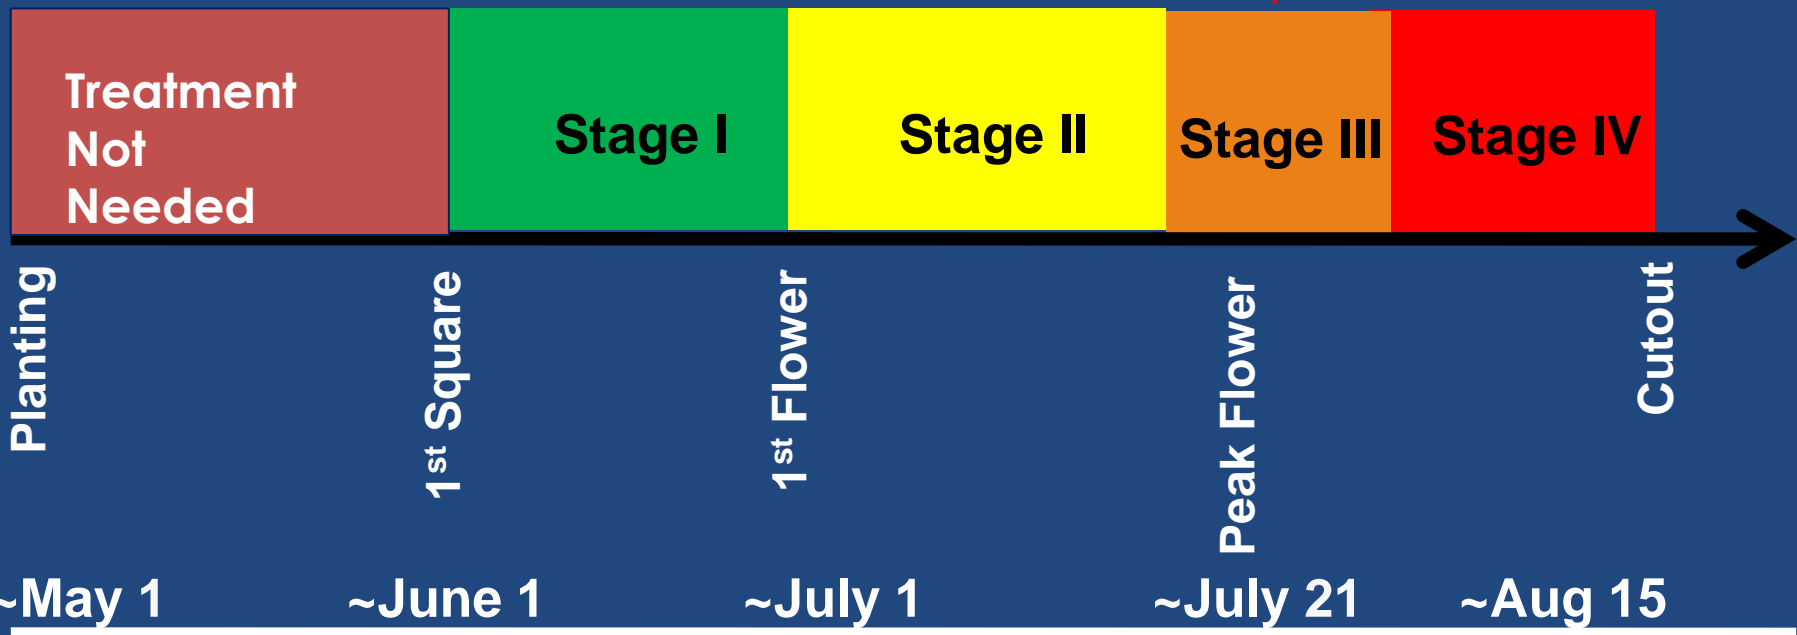 Treatment
Not
Needed
Stage I
Stage II
Stage III
Stage IV
Planting
1st Square
1st Flower
Peak Flower
Cutout
~May 1
~June 1
~July 1
~July 21
~Aug 15